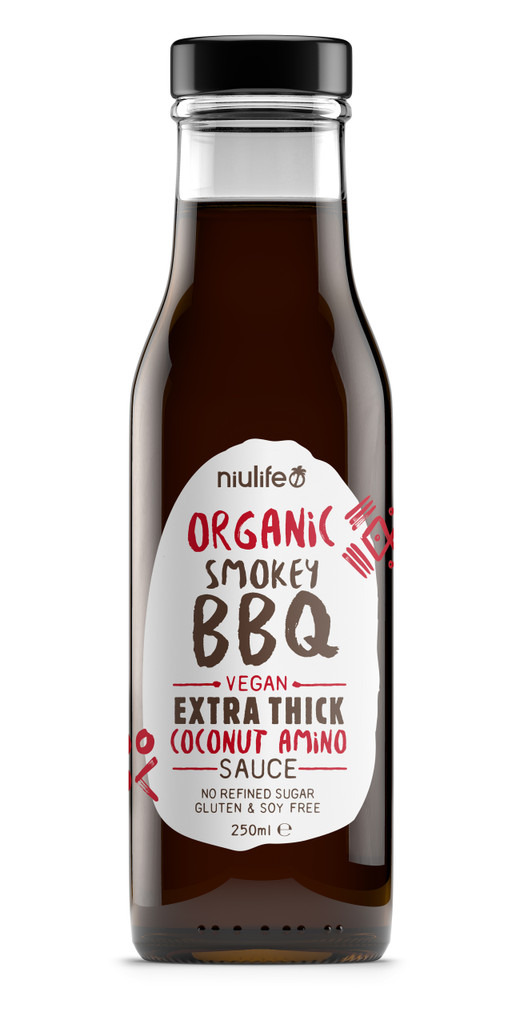 niulife
ORGANIC
SMOKEY
BBQ
VEGAN
EXTRA THICK
COCONUT AMINO
SAUCE
NO REFINED SUGAR
GLUTEN & SOY FREE
250ml ℮